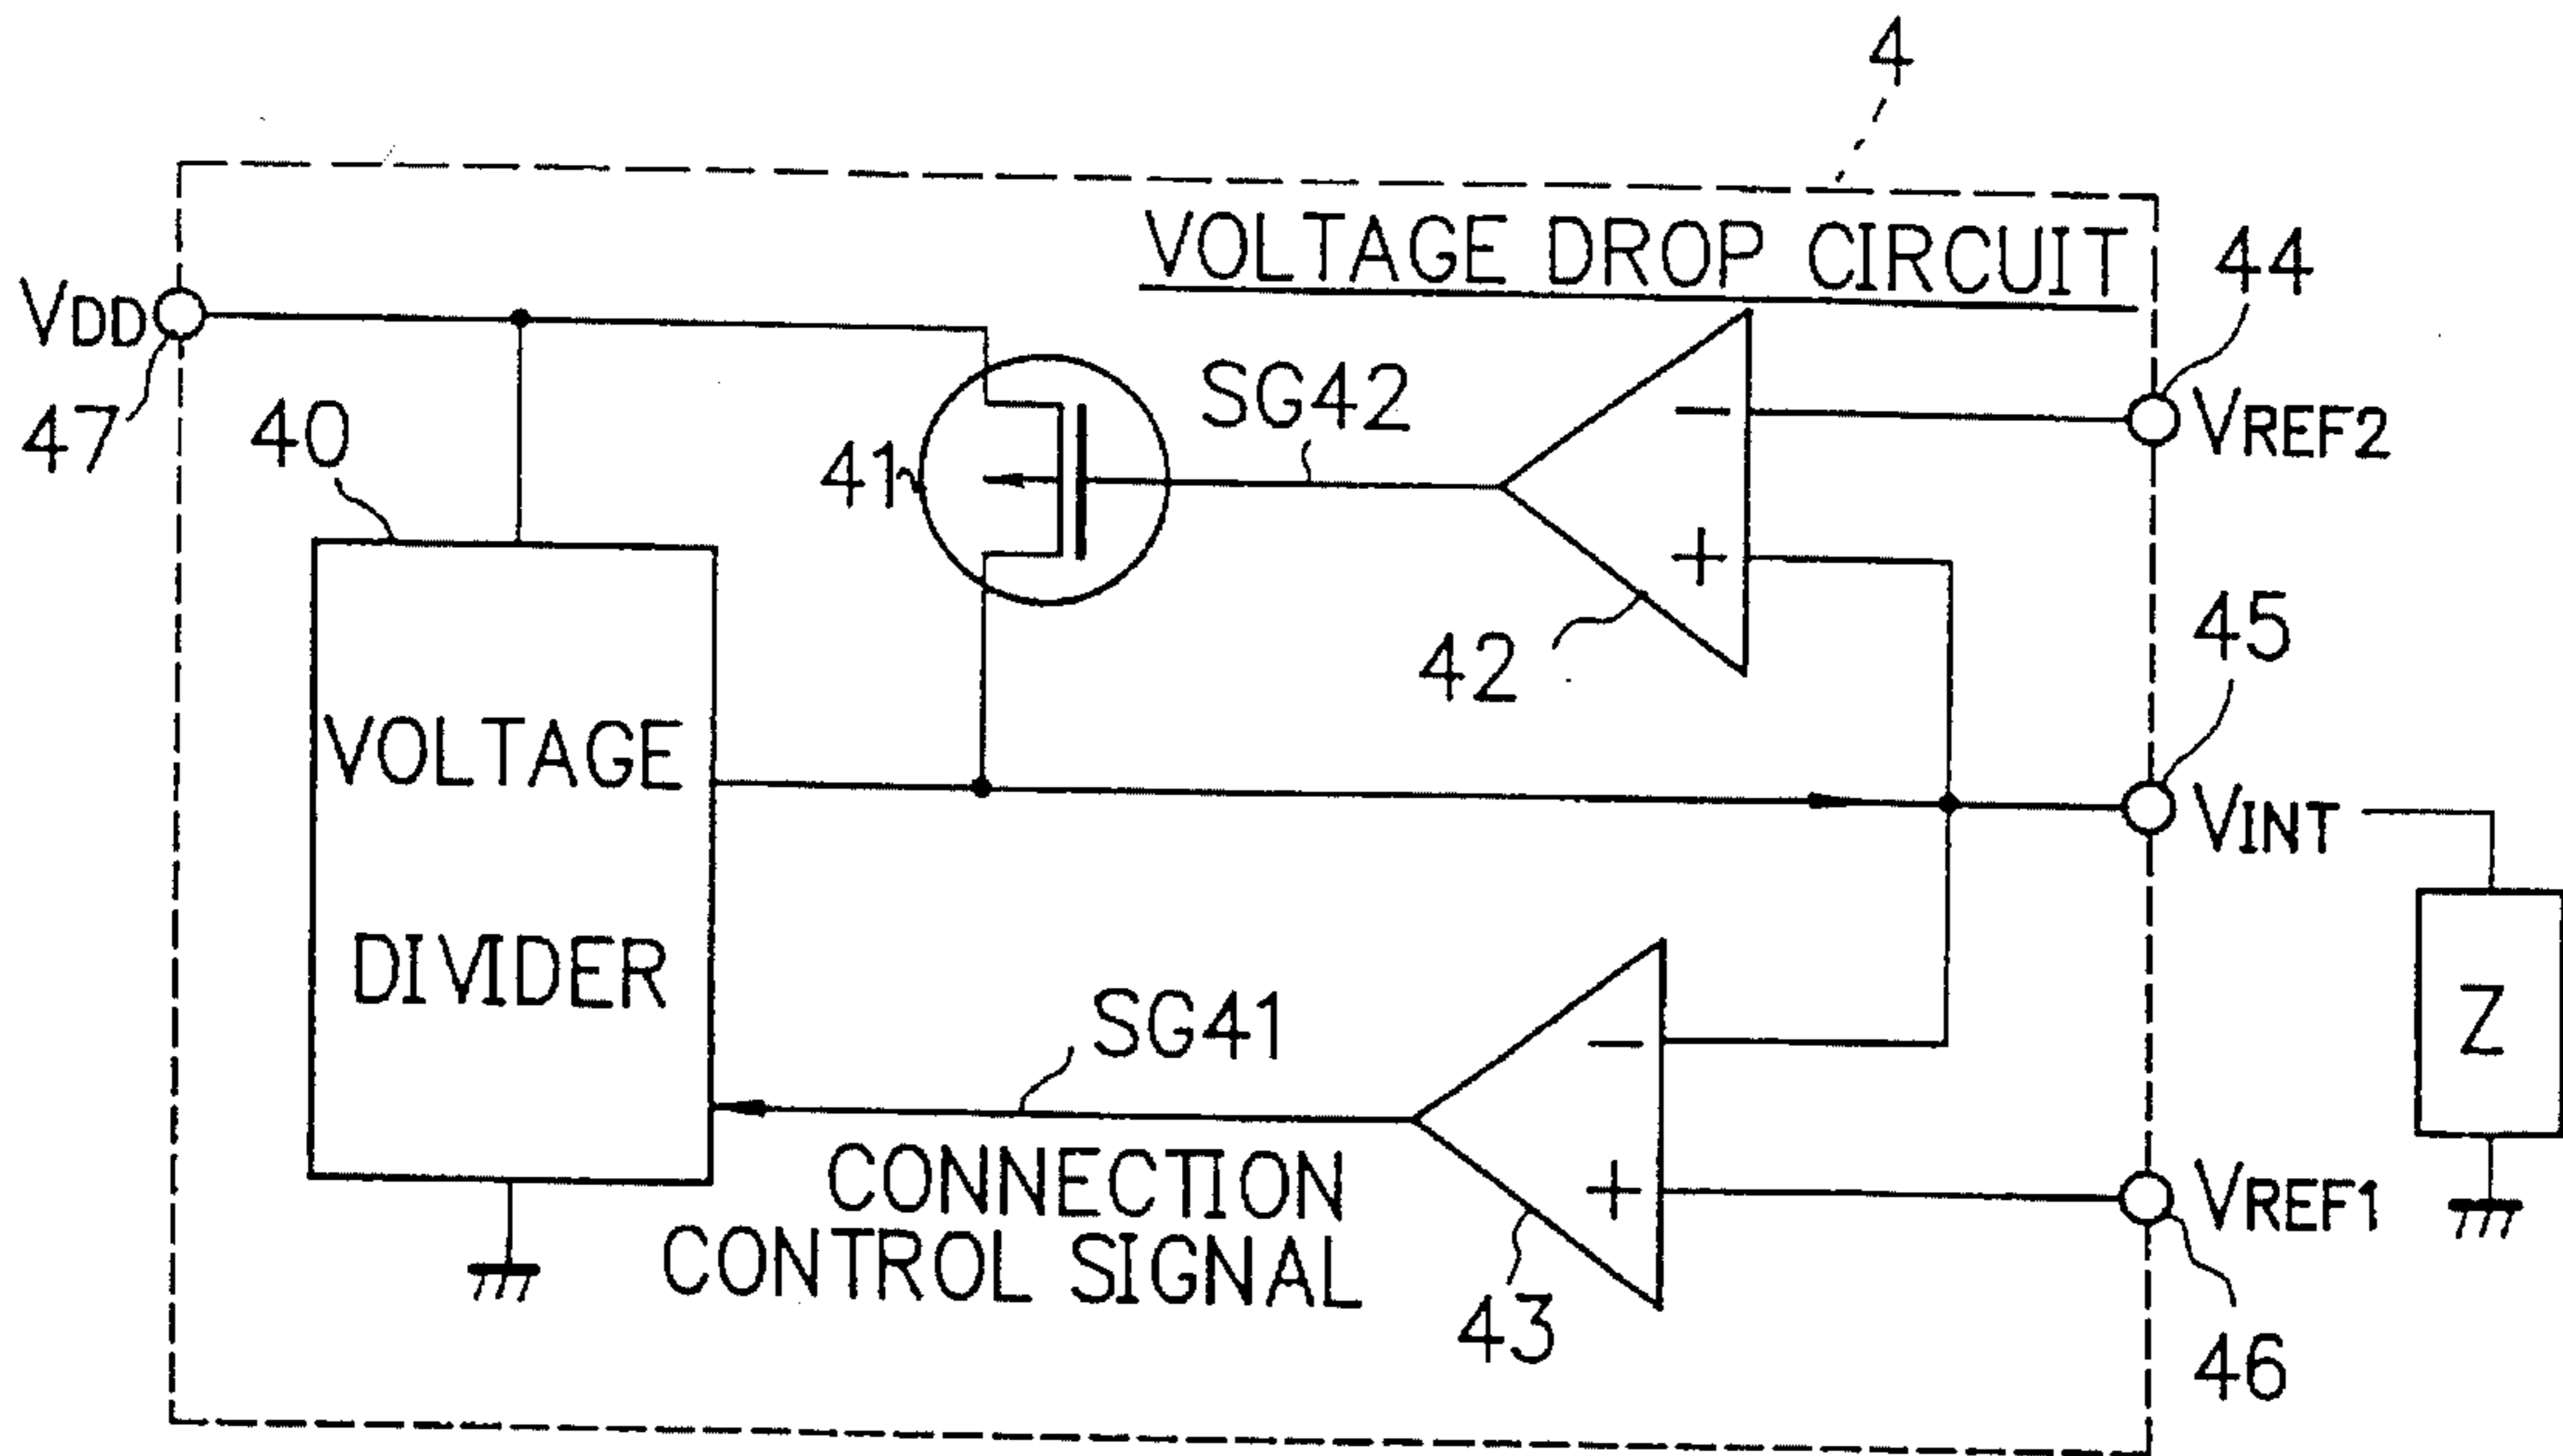 4
VOLTAGE DROP CIRCUIT
VDD
47
40
41
SG42
−
+
42
44
VREF2
45
VINT
VOLTAGE
DIVIDER
SG41
CONNECTION
CONTROL SIGNAL
−
+
43
VREF1
46
Z